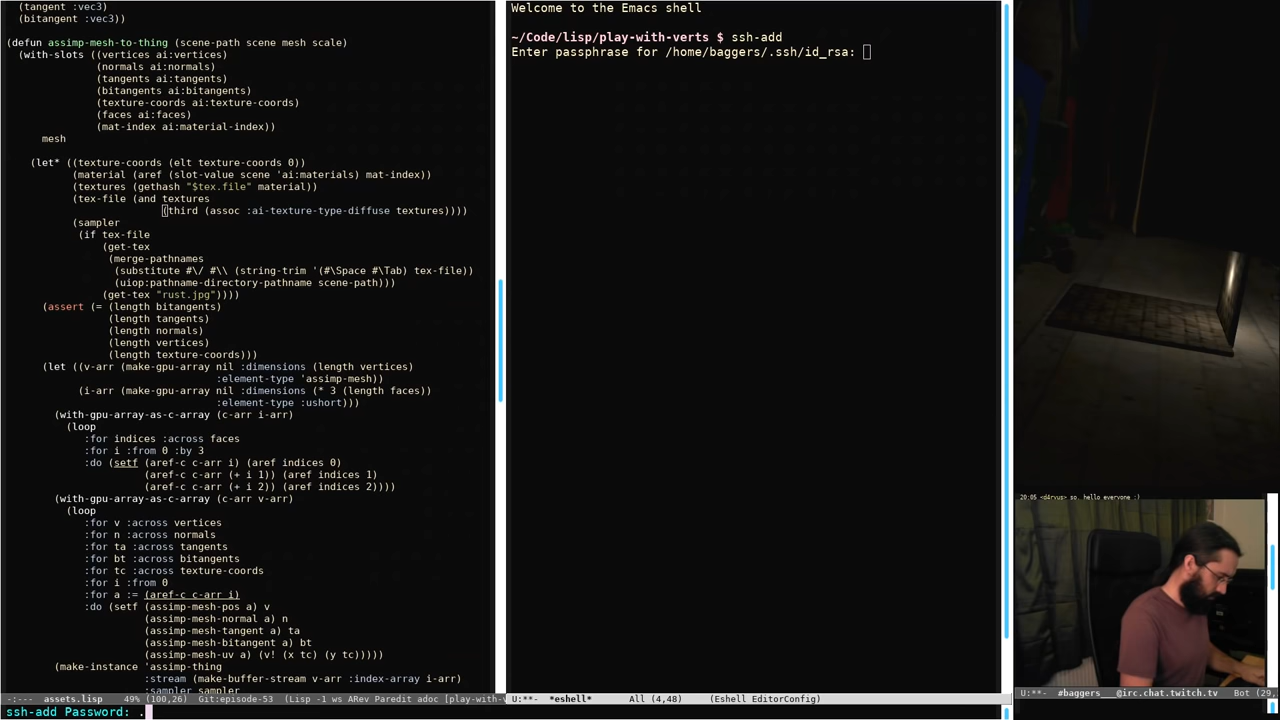 (tangent :vec3)
(bitangent :vec3))
(defun assimp-mesh-to-thing (scene-path scene mesh scale)
(with-slots ((vertices ai:vertices)
(normals ai:normals)
(tangents ai:tangents)
(bitangents ai:bitangents)
(texture-coords ai:texture-coords)
(faces ai:faces)
(mat-index ai:material-index))
mesh
(let* ((texture-coords (elt texture-coords 0))
(material (aref (slot-value scene 'ai:materials) mat-index))
(textures (gethash "$tex.file" material))
(tex-file (and textures
(third (assoc :ai-texture-type-diffuse textures))))
(sampler
(if tex-file
(get-tex
(merge-pathnames
(substitute #\/ #\\ (string-trim '(#\Space #\Tab) tex-file))
(uiop:pathname-directory-pathname scene-path)))
(get-tex "rust.jpg"))))
(assert (= (length bitangents)
(length tangents)
(length normals)
(length vertices)
(length texture-coords)))
(let ((v-arr (make-gpu-array nil :dimensions (length vertices)
:element-type 'assimp-mesh))
(i-arr (make-gpu-array nil :dimensions (* 3 (length faces))
:element-type :ushort)))
(with-gpu-array-as-c-array (c-arr i-arr)
(loop
:for indices :across faces
:for i :from 0 :by 3
:do (setf (aref-c c-arr i) (aref indices 0)
(aref-c c-arr (+ i 1)) (aref indices 1)
(aref-c c-arr (+ i 2)) (aref indices 2))))
(with-gpu-array-as-c-array (c-arr v-arr)
(loop
:for v :across vertices
:for n :across normals
:for ta :across tangents
:for bt :across bitangents
:for tc :across texture-coords
:for i :from 0
:for a := (aref-c c-arr i)
:do (setf (assimp-mesh-pos a) v
(assimp-mesh-normal a) n
(assimp-mesh-tangent a) ta
(assimp-mesh-bitangent a) bt
(assimp-mesh-uv a) (v! (x tc) (y tc)))))
(make-instance 'assimp-thing
:stream (make-buffer-stream v-arr :index-array i-arr)
:sampler sampler
-:--- assets.lisp 49% (100,26) Git:episode-53 (Lisp -1 ws ARev Paredit adoc [play-with-v
ssh-add Password: .
Welcome to the Emacs shell
~/Code/lisp/play-with-verts $ ssh-add
Enter passphrase for /home/baggers/.ssh/id_rsa:
U:**- *eshell* All (4,48) (Eshell EditorConfig)
20:05 <d4ryus> so, hello everyone :)
U:**- #baggers__@irc.chat.twitch.tv Bot (29,